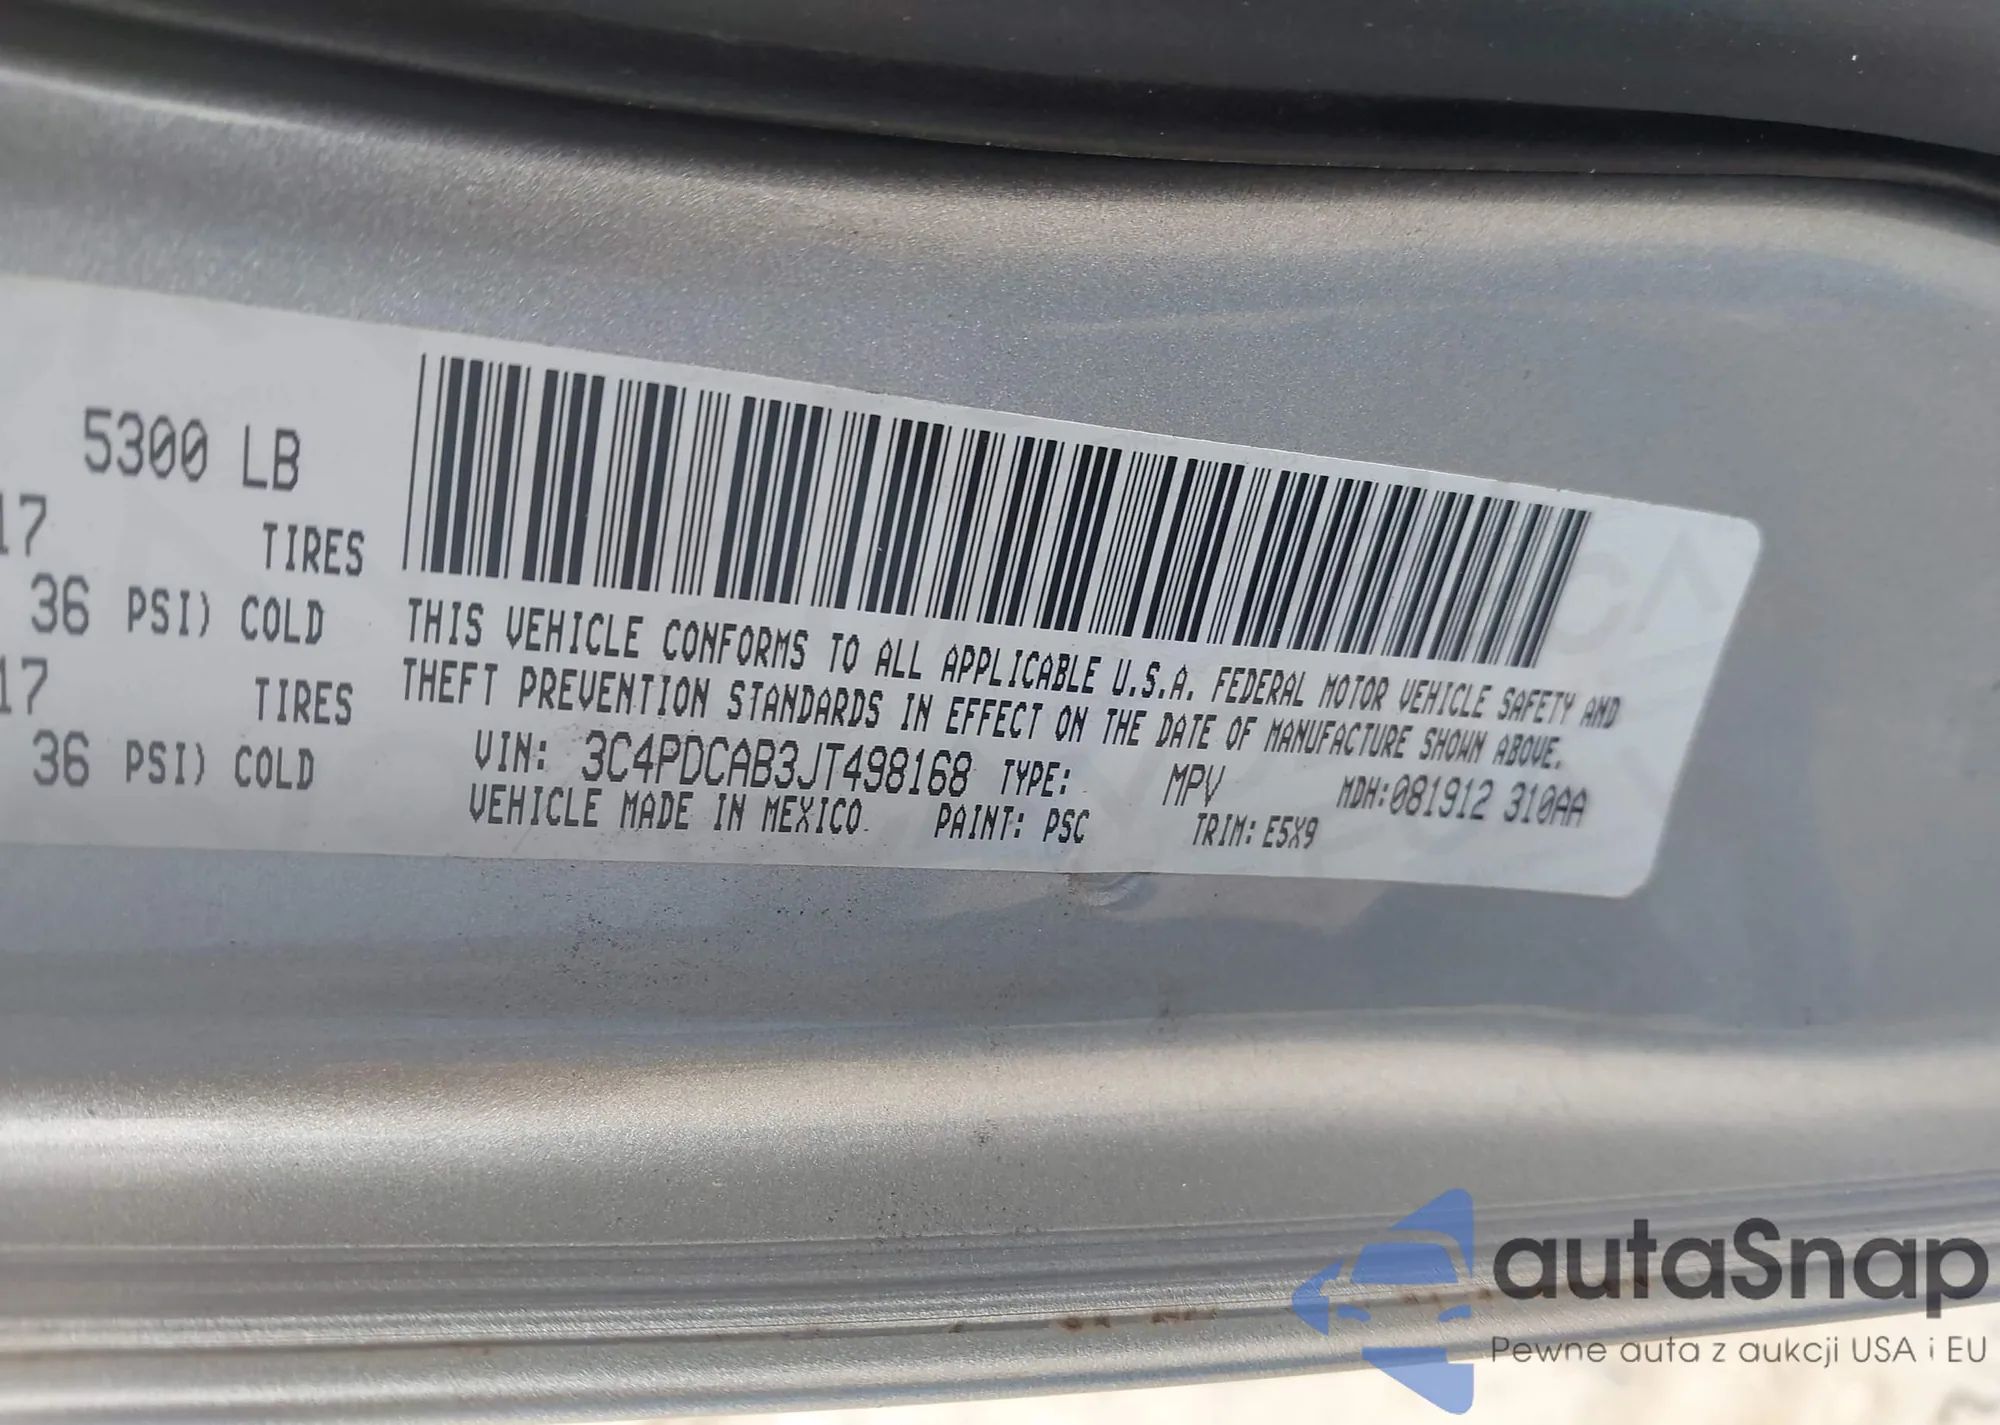 5300 LB
17 TIRES
36 PSI) COLD
17 TIRES
36 PSI) COLD
THIS VEHICLE CONFORMS TO ALL APPLICABLE U.S.A. FEDERAL MOTOR VEHICLE SAFETY AND
THEFT PREVENTION STANDARDS IN EFFECT ON THE DATE OF MANUFACTURE SHOWN ABOVE.
VIN: 3C4PDCAB3JT498168 TYPE: MPV MDH:081912 310AA
VEHICLE MADE IN MEXICO PAINT: PSC TRIM: E5X9
autaSnap
Pewne auta z aukcji USA i EU